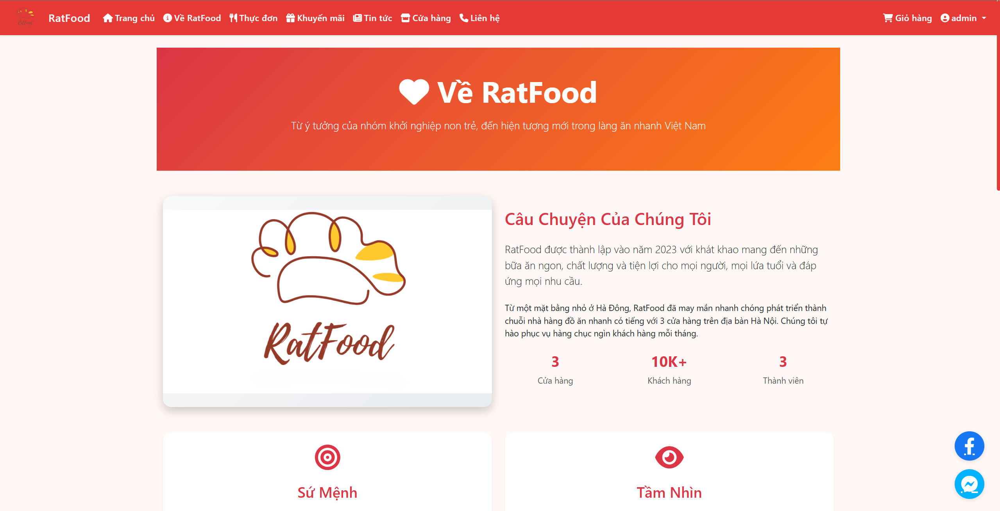 RatFood
RatFood
Trang chủ
Về RatFood
Thực đơn
Khuyến mãi
Tin tức
Cửa hàng
Liên hệ
Giỏ hàng
admin
Về RatFood
Từ ý tưởng của nhóm khởi nghiệp non trẻ, đến hiện tượng mới trong làng ăn nhanh Việt Nam
RatFood
Câu Chuyện Của Chúng Tôi
RatFood được thành lập vào năm 2023 với khát khao mang đến những
bữa ăn ngon, chất lượng và tiện lợi cho mọi người, mọi lứa tuổi và đáp
ứng mọi nhu cầu.
Từ một mặt bằng nhỏ ở Hà Đông, RatFood đã may mắn nhanh chóng phát triển thành
chuỗi nhà hàng đồ ăn nhanh có tiếng với 3 cửa hàng trên địa bàn Hà Nội. Chúng tôi tự
hào phục vụ hàng chục ngìn khách hàng mỗi tháng.
3
Cửa hàng
10K+
Khách hàng
3
Thành viên
Sứ Mệnh
Tầm Nhìn